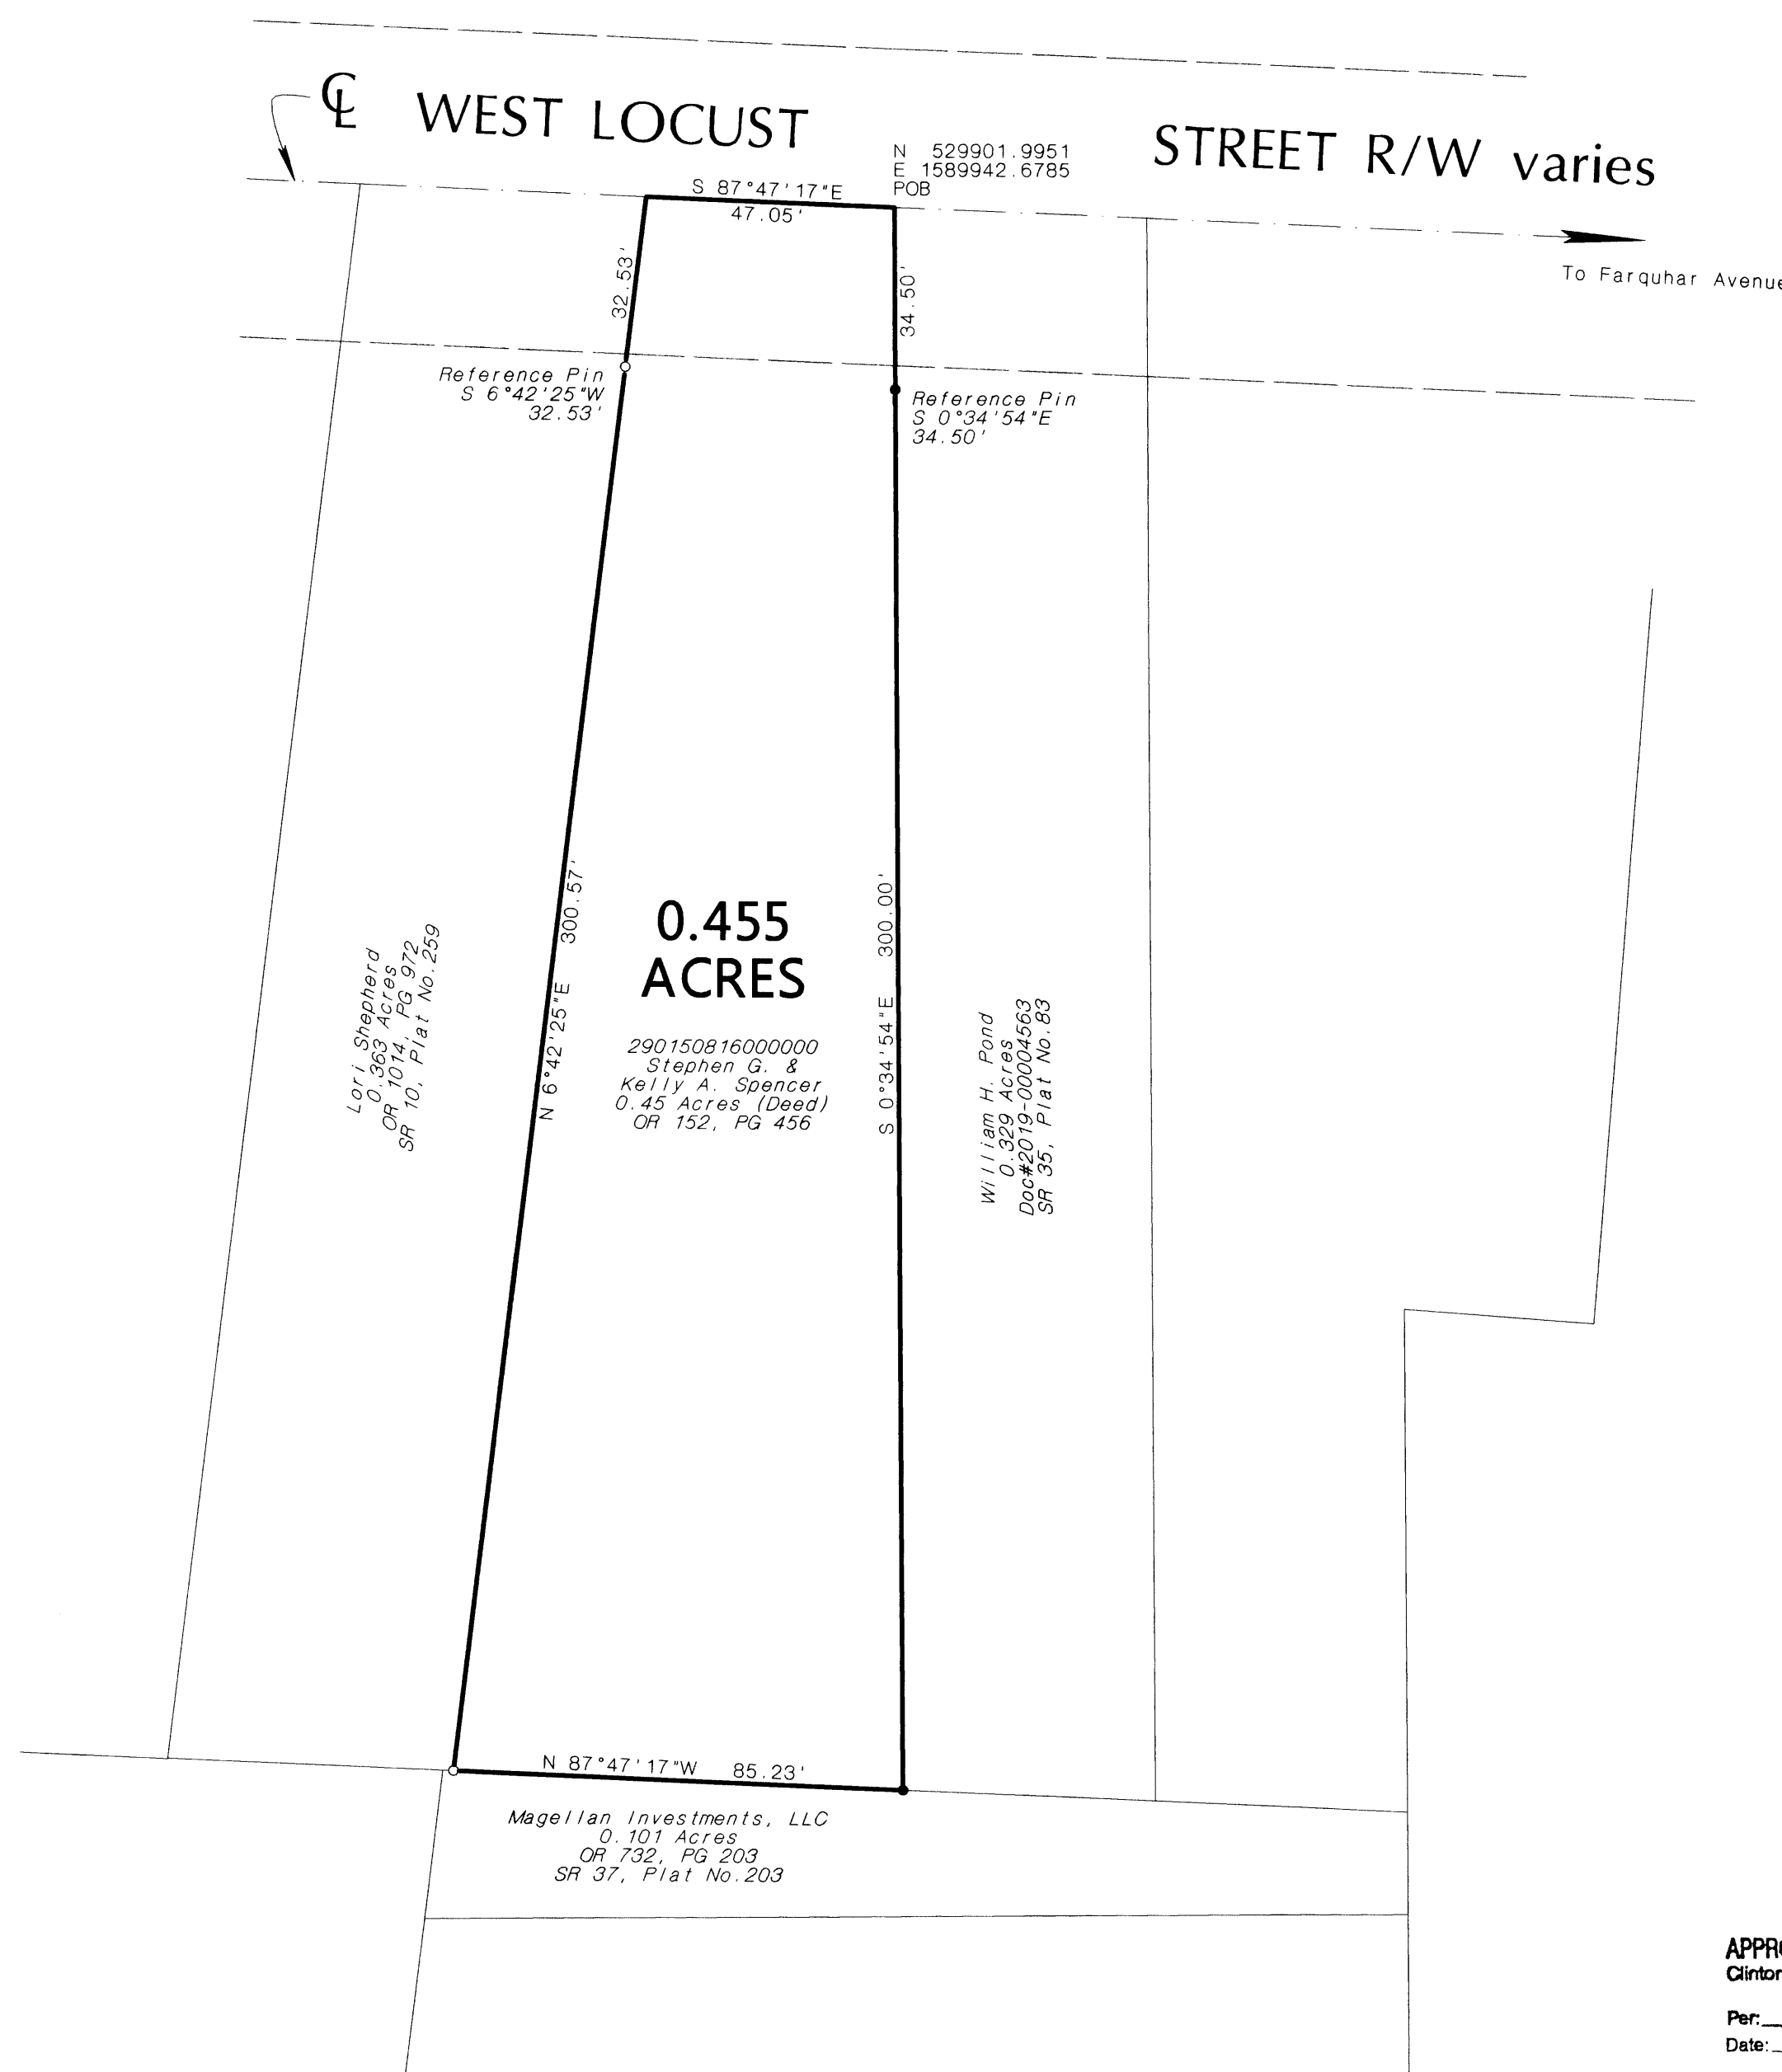 ℄ WEST LOCUST STREET R/W varies
N 529901.9951
E 1589942.6785
POB
S 87°47'17"E
47.05'
To Farquhar Avenue
32.53'
34.50'
Reference Pin
S 6°42'25"W
32.53'
Reference Pin
S 0°34'54"E
34.50'
N 6°42'25"E 300.57'
S 0°34'54"E 300.00'
0.455
ACRES
290150816000000
Stephen G. &
Kelly A. Spencer
0.45 Acres (Deed)
OR 152, PG 456
Lori Shepherd
0.363 Acres
OR 1014, PG 972
SR 10, Plat No.259
William H. Pond
0.329 Acres
Doc#2019-00004563
SR 35, Plat No.83
N 87°47'17"W 85.23'
Magellan Investments, LLC
0.101 Acres
OR 732, PG 203
SR 37, Plat No.203
Clinton
Per:
Date: